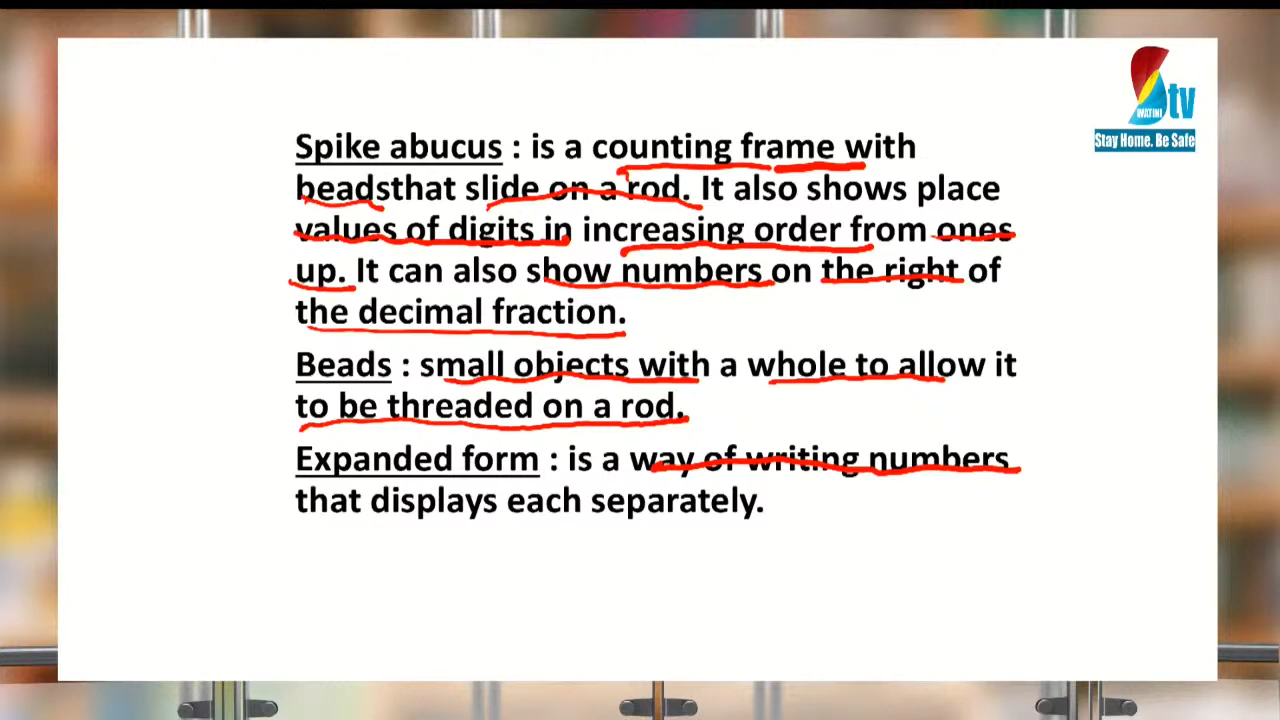 Stv
WATINI
Stay Home. Be Safe
Spike abucus : is a counting frame with
beadsthat slide on a rod. It also shows place
values of digits in increasing order from ones
up. It can also show numbers on the right of
the decimal fraction.
Beads : small objects with a whole to allow it
to be threaded on a rod.
Expanded form : is a way of writing numbers
that displays each separately.